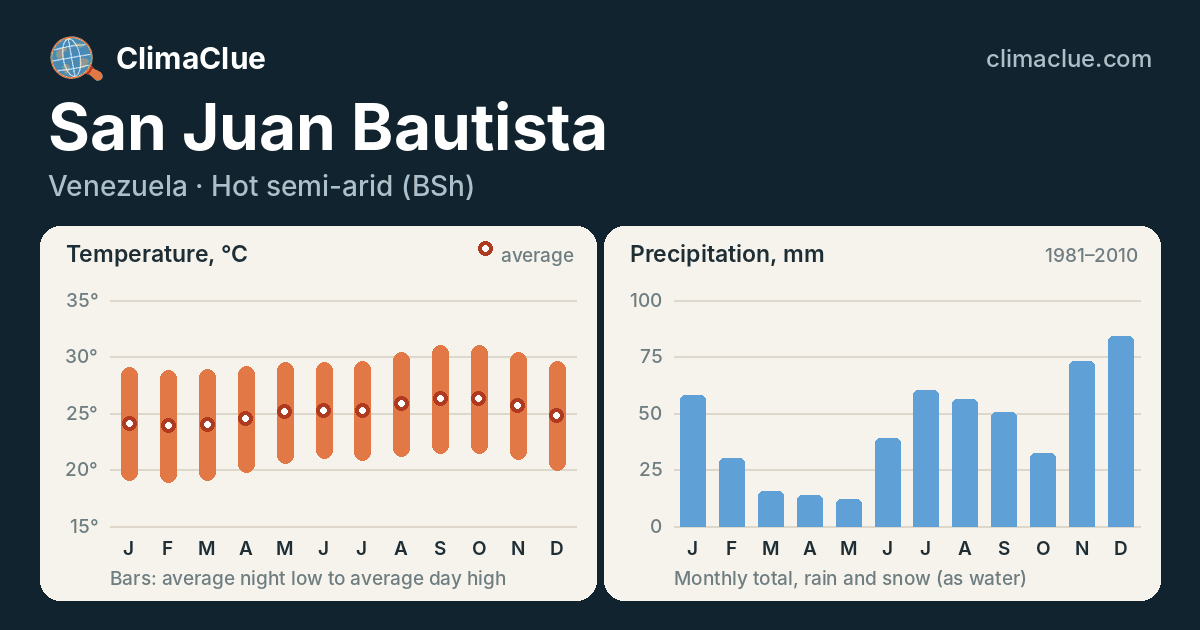 ClimaClue
climaclue.com
San Juan Bautista
Venezuela · Hot semi-arid (BSh)
Temperature, °C
average
35°
30°
25°
20°
15°
J F M A M J J A S O N D
Bars: average night low to average day high
Precipitation, mm
1981–2010
100
75
50
25
0
J F M A M J J A S O N D
Monthly total, rain and snow (as water)